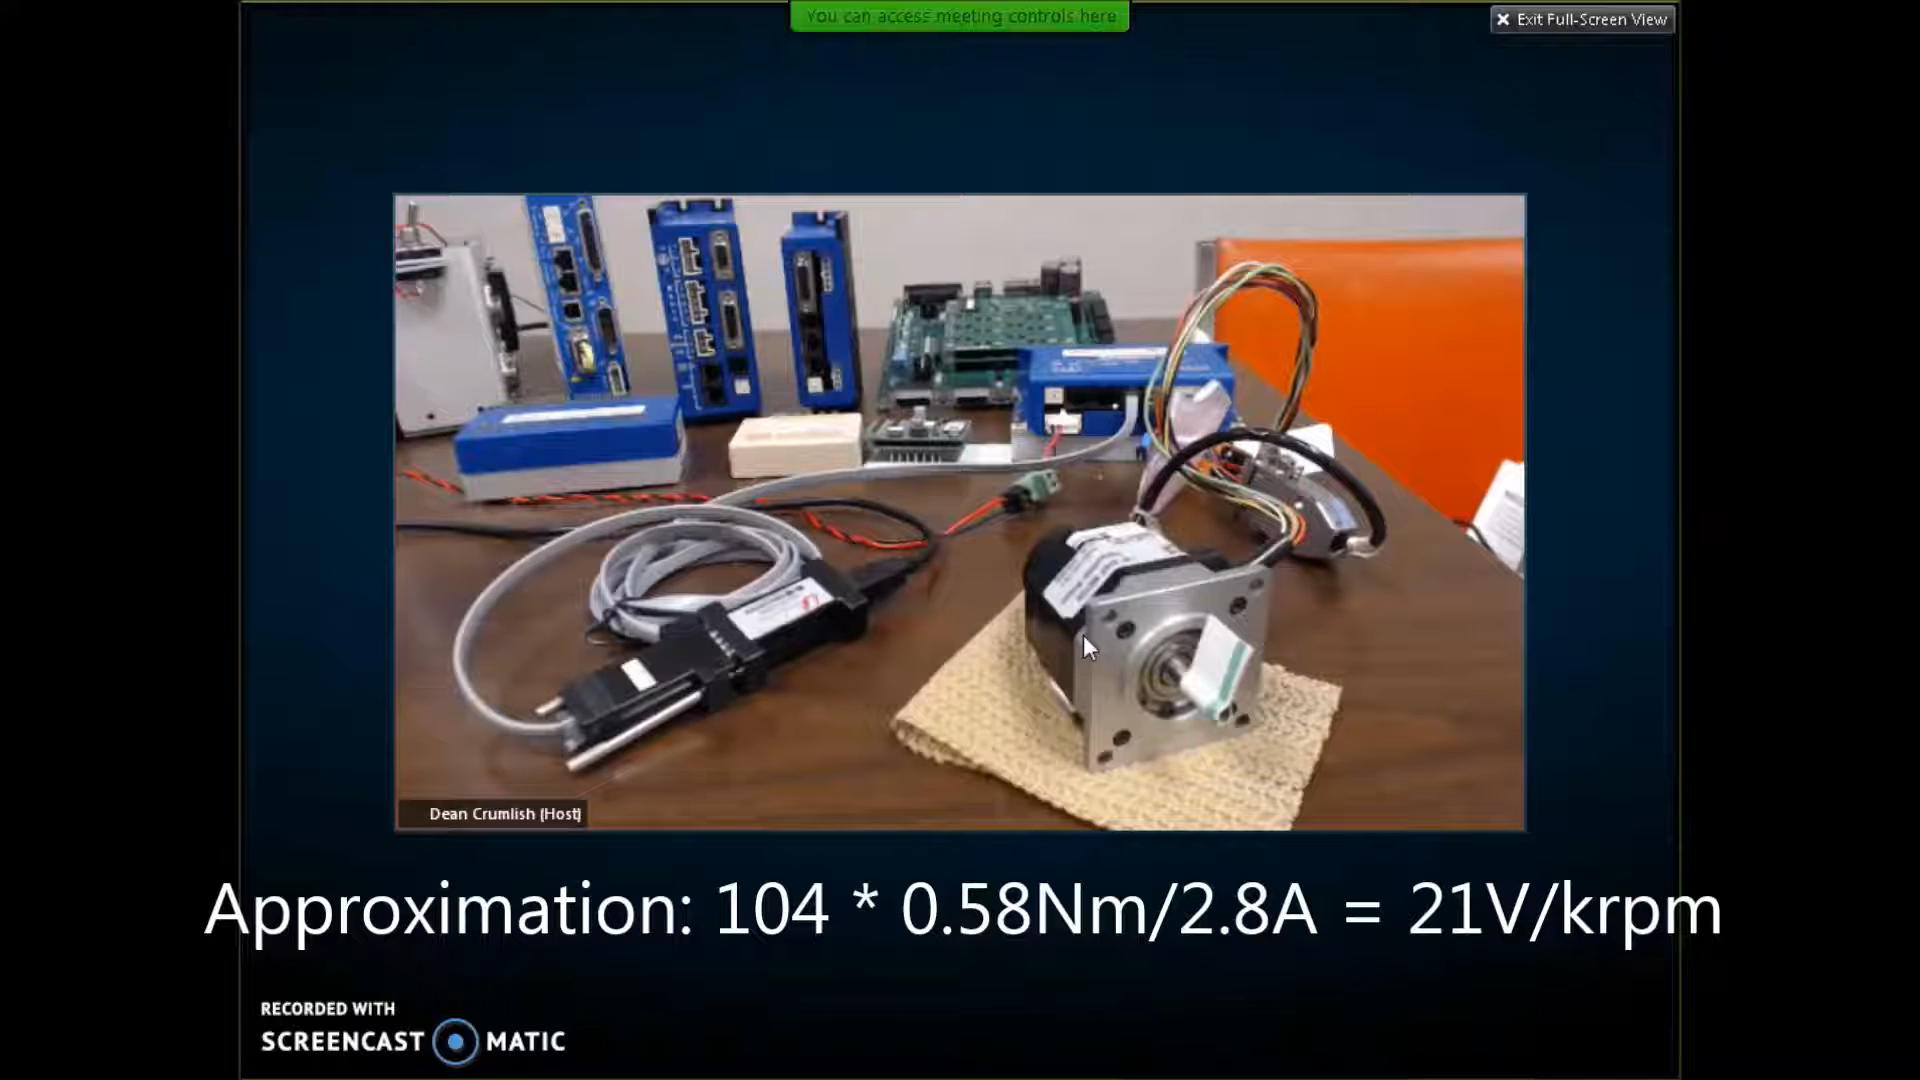 You can access meeting controls here
Exit Full-Screen View
Dean Crumlish (Host)
Approximation: 104 * 0.58Nm/2.8A = 21V/krpm
RECORDED WITH
SCREENCAST MATIC